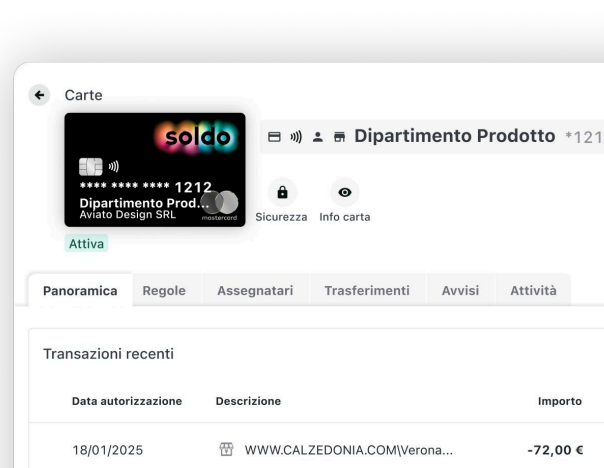 Carte
soldo
Dipartimento Prodotto *121
**** **** **** 1212
Dipartimento Prod...
Aviato Design SRL
mastercard
Sicurezza Info carta
Attiva
Panoramica Regole Assegnatari Trasferimenti Avvisi Attività
Transazioni recenti
Data autorizzazione Descrizione Importo
18/01/2025 WWW.CALZEDONIA.COM\Verona... -72,00 €